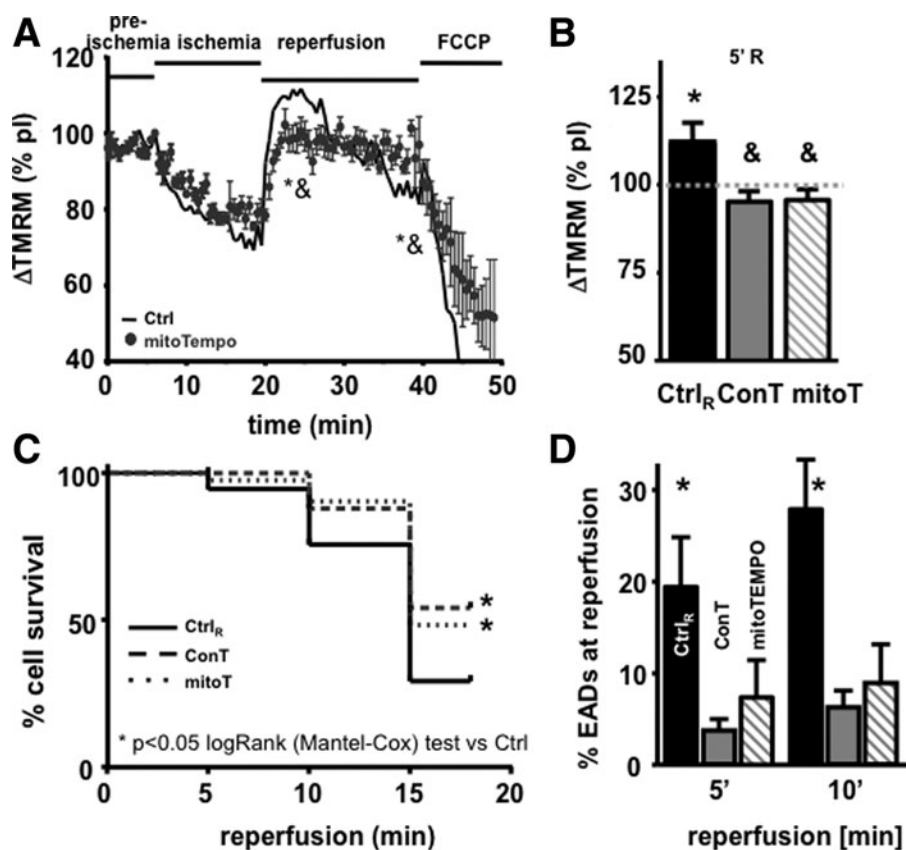 A
pre-
ischemia
ischemia
reperfusion
FCCP
120
100
80
60
40
ΔTMRM (% pI)
Ctrl
mitoTempo
*&
*&
0
10
20
30
40
50
time (min)
B
5' R
125
100
75
50
ΔTMRM (% pI)
*
&
&
CtrlR ConT mitoT
C
100
50
0
% cell survival
*
*
CtrlR
ConT
mitoT
* p<0.05 logRank (Mantel-Cox) test vs Ctrl
0
5
10
15
20
reperfusion (min)
D
30
20
10
0
% EADs at reperfusion
*
*
CtrlR
ConT
mitoTEMPO
5'
10'
reperfusion [min]